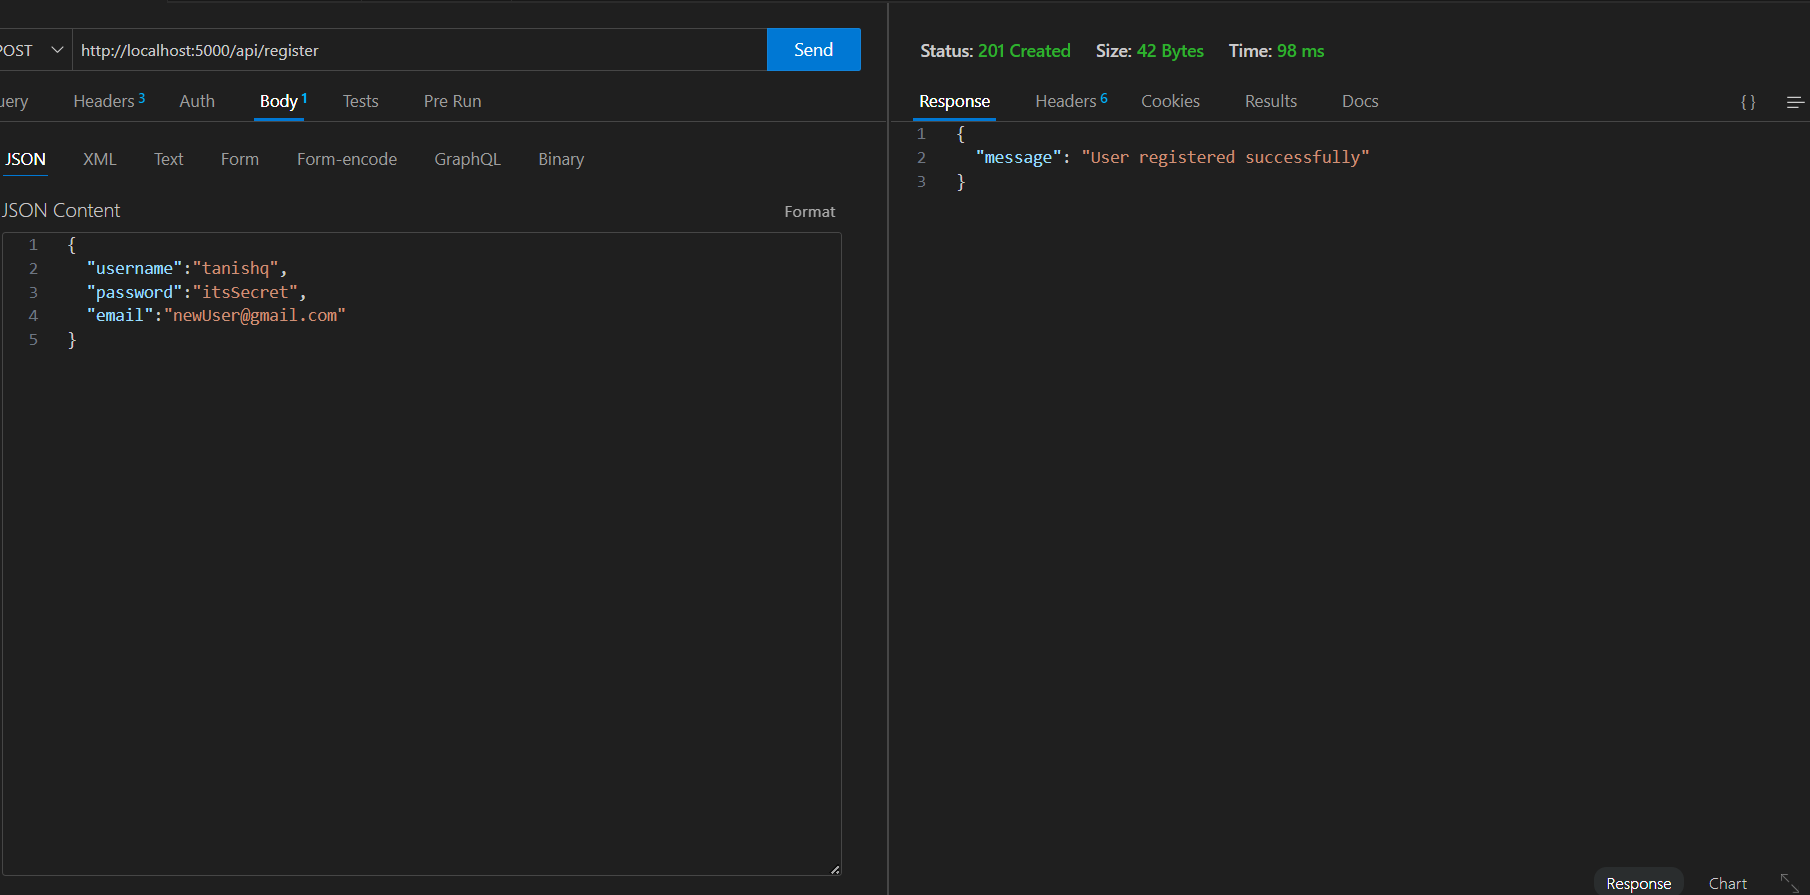 POST http://localhost:5000/api/register Send
Headers 3 Auth Body 1 Tests Pre Run
JSON XML Text Form Form-encode GraphQL Binary
JSON Content Format
1 {
2 "username":"tanishq",
3 "password":"itsSecret",
4 "email":"newUser@gmail.com"
5 }
Status: 201 Created Size: 42 Bytes Time: 98 ms
Response Headers 6 Cookies Results Docs {}
1 {
2 "message": "User registered successfully"
3 }
Response Chart